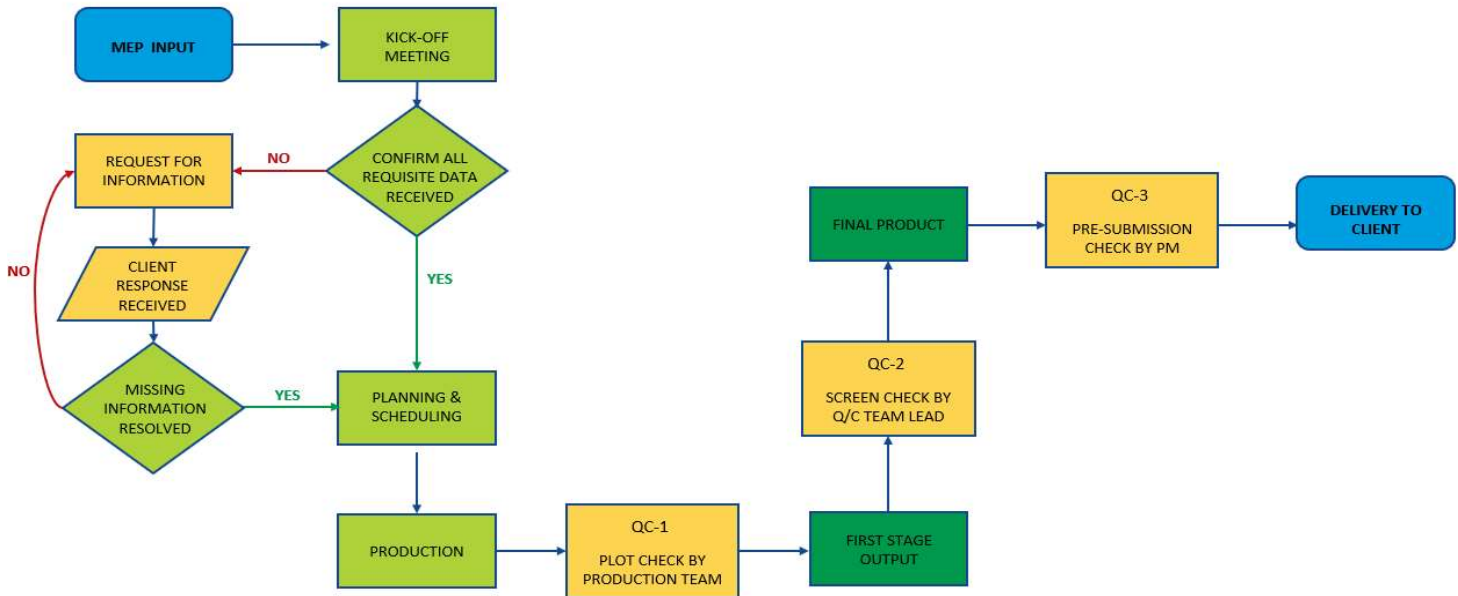 MEP INPUT
KICK-OFF
MEETING
CONFIRM ALL
REQUISITE DATA
RECEIVED
NO
REQUEST FOR
INFORMATION
CLIENT
RESPONSE
RECEIVED
NO
MISSING
INFORMATION
RESOLVED
YES
YES
PLANNING &
SCHEDULING
PRODUCTION
QC-1
PLOT CHECK BY
PRODUCTION TEAM
FIRST STAGE
OUTPUT
QC-2
SCREEN CHECK BY
Q/C TEAM LEAD
FINAL PRODUCT
QC-3
PRE-SUBMISSION
CHECK BY PM
DELIVERY TO
CLIENT